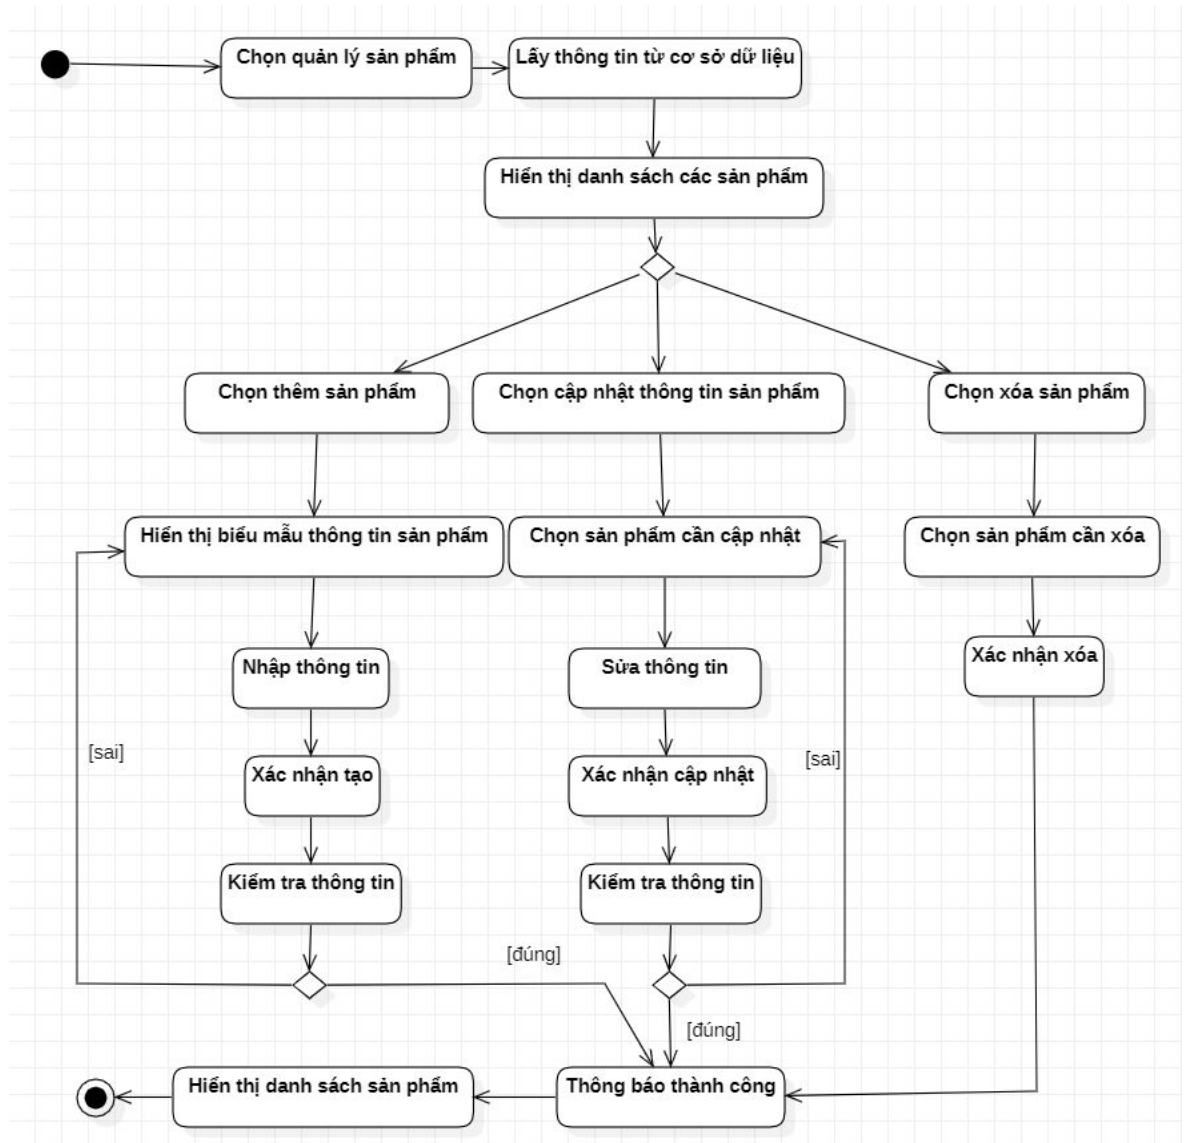 Chọn quản lý sản phẩm
Lấy thông tin từ cơ sở dữ liệu
Hiển thị danh sách các sản phẩm
Chọn thêm sản phẩm
Chọn cập nhật thông tin sản phẩm
Chọn xóa sản phẩm
Hiển thị biểu mẫu thông tin sản phẩm
Chọn sản phẩm cần cập nhật
Chọn sản phẩm cần xóa
Nhập thông tin
Sửa thông tin
Xác nhận xóa
[sai]
Xác nhận tạo
Xác nhận cập nhật
[sai]
Kiểm tra thông tin
Kiểm tra thông tin
[đúng]
[đúng]
Hiển thị danh sách sản phẩm
Thông báo thành công